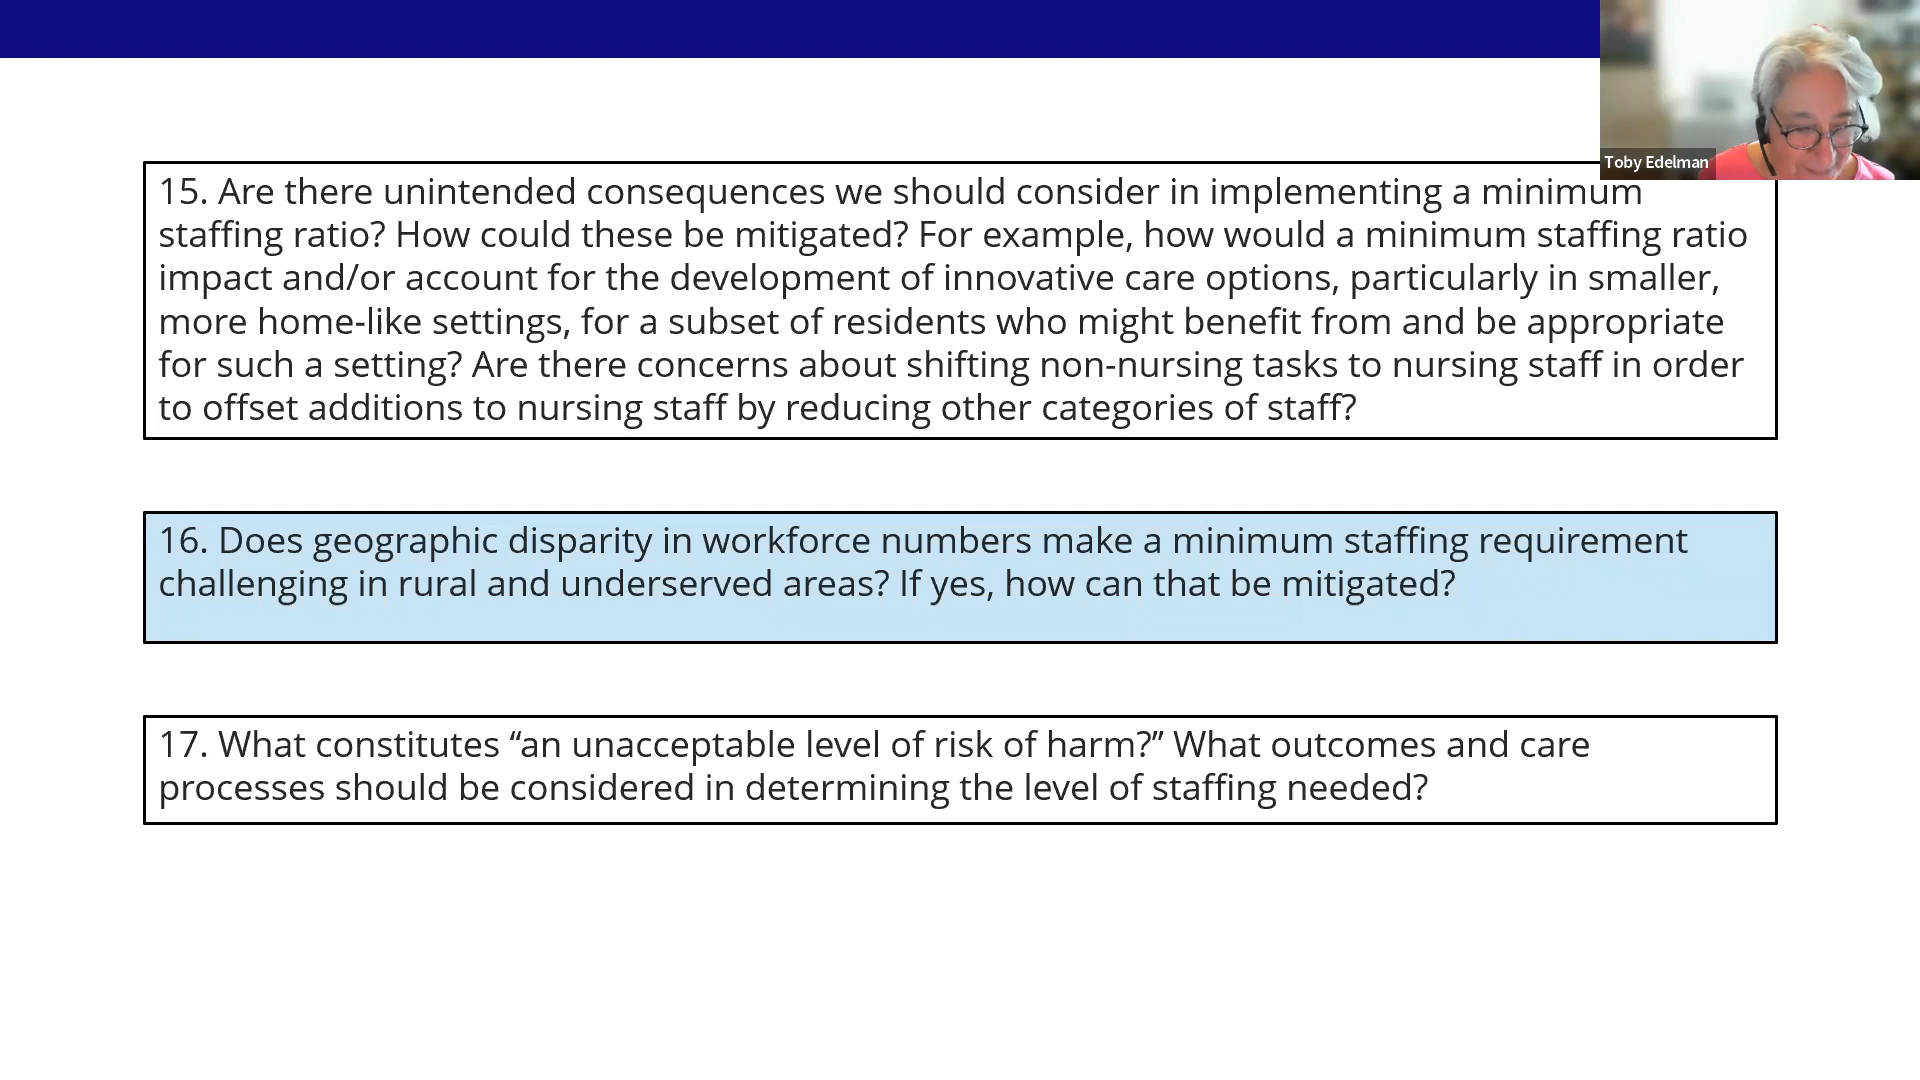 Toby Edelman
15. Are there unintended consequences we should consider in implementing a minimum
staffing ratio? How could these be mitigated? For example, how would a minimum staffing ratio
impact and/or account for the development of innovative care options, particularly in smaller,
more home-like settings, for a subset of residents who might benefit from and be appropriate
for such a setting? Are there concerns about shifting non-nursing tasks to nursing staff in order
to offset additions to nursing staff by reducing other categories of staff?
16. Does geographic disparity in workforce numbers make a minimum staffing requirement
challenging in rural and underserved areas? If yes, how can that be mitigated?
17. What constitutes “an unacceptable level of risk of harm?” What outcomes and care
processes should be considered in determining the level of staffing needed?